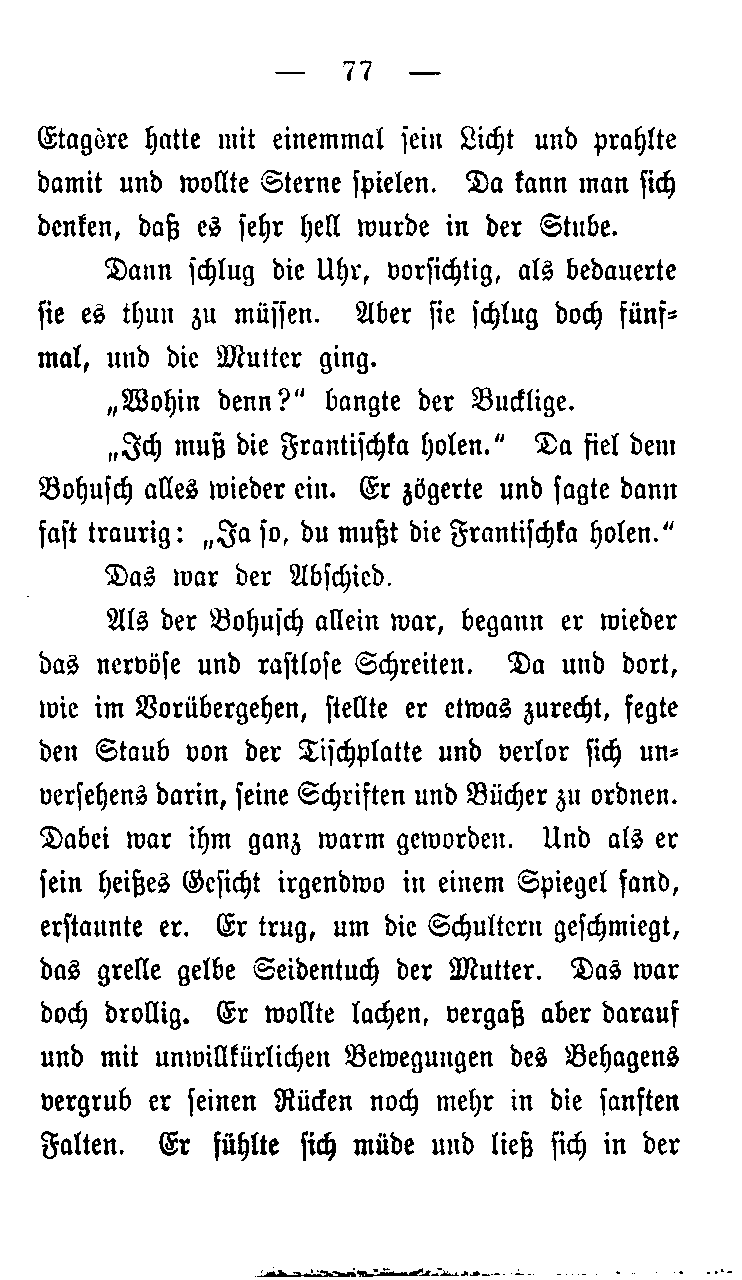 — 77 —
Etagère hatte mit einemmal sein Licht und prahlte
damit und wollte Sterne spielen. Da kann man sich
denken, daß es sehr hell wurde in der Stube.
Dann schlug die Uhr, vorsichtig, als bedauerte
sie es thun zu müssen. Aber sie schlug doch fünf-
mal, und die Mutter ging.
„Wohin denn?“ bangte der Bucklige.
„Ich muß die Frantischka holen.“ Da fiel dem
Bohusch alles wieder ein. Er zögerte und sagte dann
fast traurig: „Ja so, du mußt die Frantischka holen.“
Das war der Abschied.
Als der Bohusch allein war, begann er wieder
das nervöse und rastlose Schreiten. Da und dort,
wie im Vorübergehen, stellte er etwas zurecht, fegte
den Staub von der Tischplatte und verlor sich un-
versehens darin, seine Schriften und Bücher zu ordnen.
Dabei war ihm ganz warm geworden. Und als er
sein heißes Gesicht irgendwo in einem Spiegel fand,
erstaunte er. Er trug, um die Schultern geschmiegt,
das grelle gelbe Seidentuch der Mutter. Das war
doch drollig. Er wollte lachen, vergaß aber darauf
und mit unwillkürlichen Bewegungen des Behagens
vergrub er seinen Rücken noch mehr in die sanften
Falten. Er fühlte sich müde und ließ sich in der